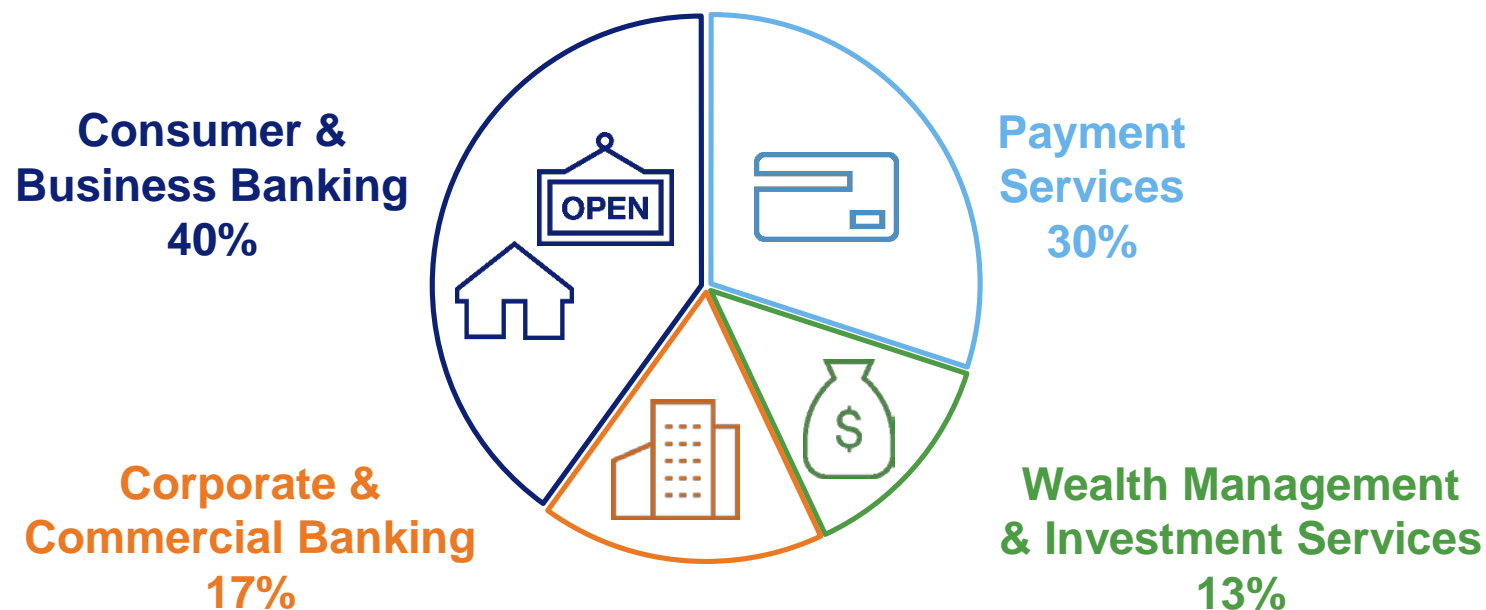 Consumer &
Business Banking
40%
OPEN
Payment
Services
30%
Corporate &
Commercial Banking
17%
$
Wealth Management
& Investment Services
13%